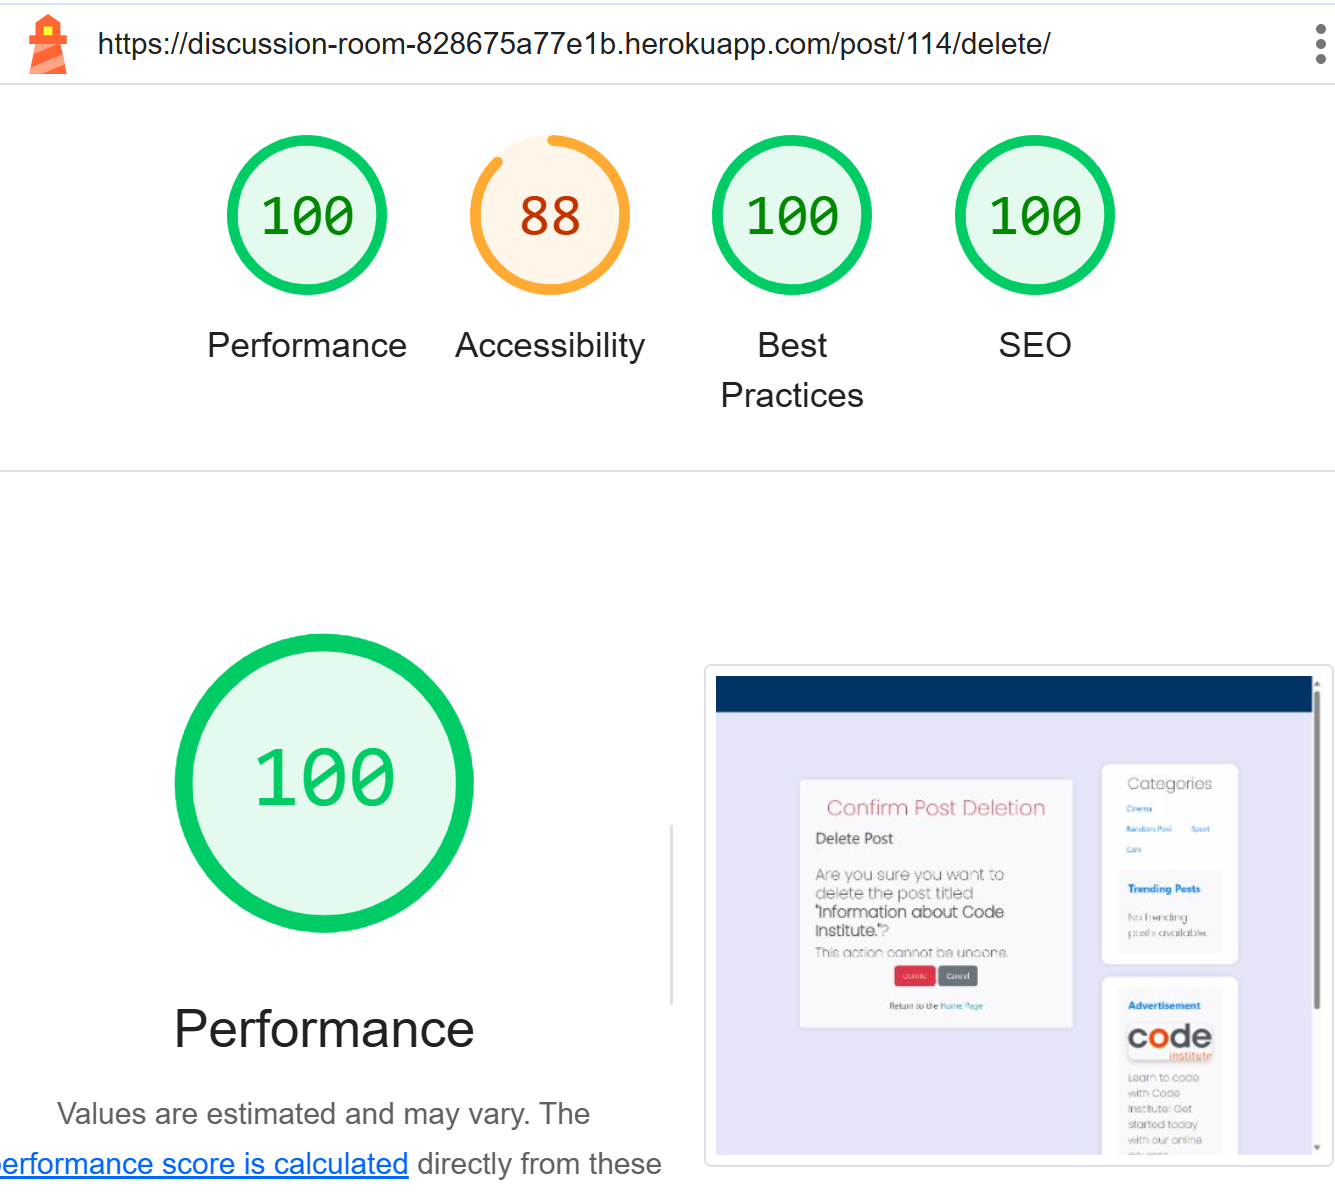 https://discussion-room-828675a77e1b.herokuapp.com/post/114/delete/
100
88
100
100
Performance
Accessibility
Best
Practices
SEO
100
Performance
Values are estimated and may vary. The
performance score is calculated directly from these
Confirm Post Deletion
Delete Post
Are you sure you want to
delete the post titled
"Information about Code
Institute."?
This action cannot be undone.
Delete
Cancel
Return to the Home Page
Categories
Cinema
Random Post
Sport
Cars
Trending Posts
No trending
posts available.
Advertisement
code
institute
Learn to code
with Code
Institute! Get
started today
with our online